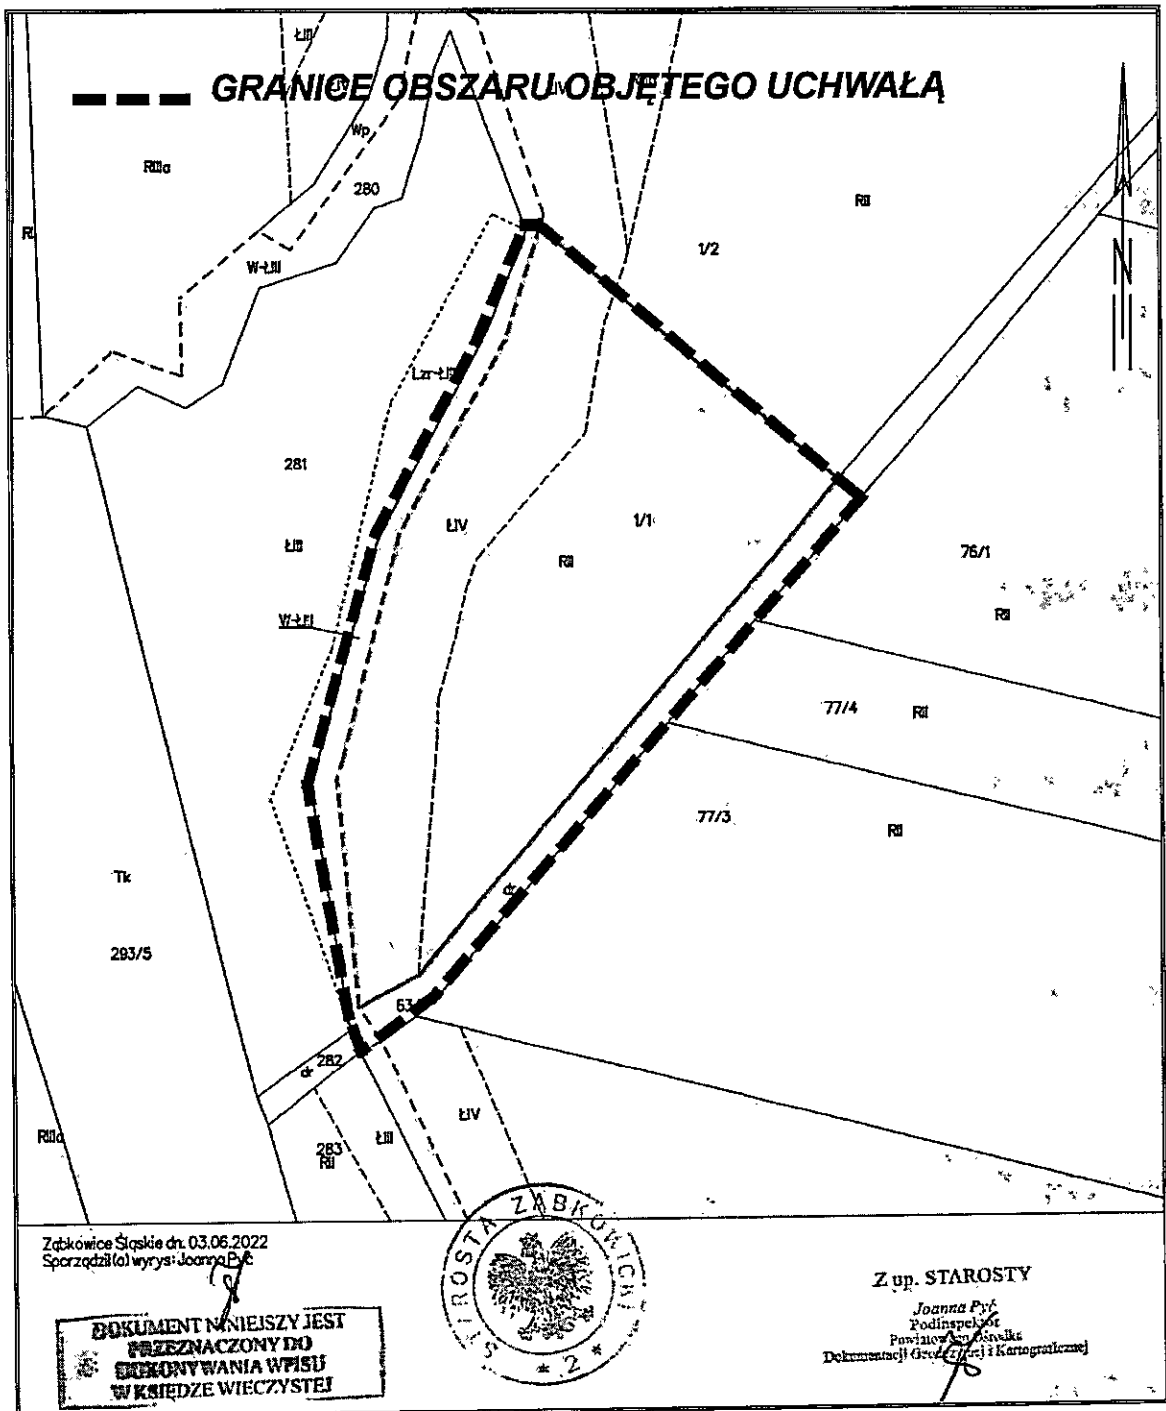 ŁIII
GRANICE OBSZARU OBJĘTEGO UCHWAŁĄ
ŁIV
Wp
RIIIa
280
RII
W-ŁIII
1/2
N
281
ŁIV
1/1
ŁIII
RII
76/1
W-ŁIII
RII
77/4
RII
77/3
RII
Tk
dr
293/5
63
282
dr
ŁIV
RIIIa
ŁIII
283
RII
Ząbkowice Śląskie dn. 03.06.2022
Sporządził(a) wyrys: Joanna Pyć
STAROSTA ZĄBKOWICKI
* 2 *
Z up. STAROSTY
Joanna Pyć
Podinspektor
Powiatowego Ośrodka
Dokumentacji Geodezyjnej i Kartograficznej
DOKUMENT NINIEJSZY JEST
PRZEZNACZONY DO
DOKONYWANIA WPISU
W KSIĘDZE WIECZYSTEJ